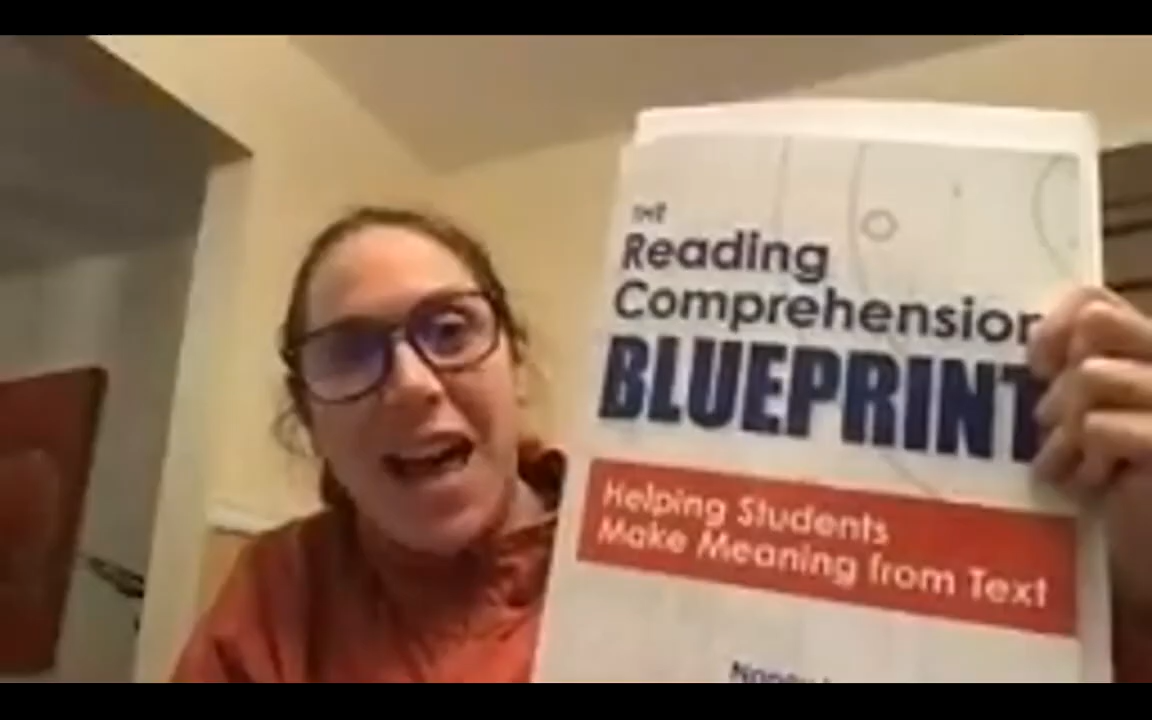 THE
Reading
Comprehension
BLUEPRINT
Helping Students
Make Meaning from Text